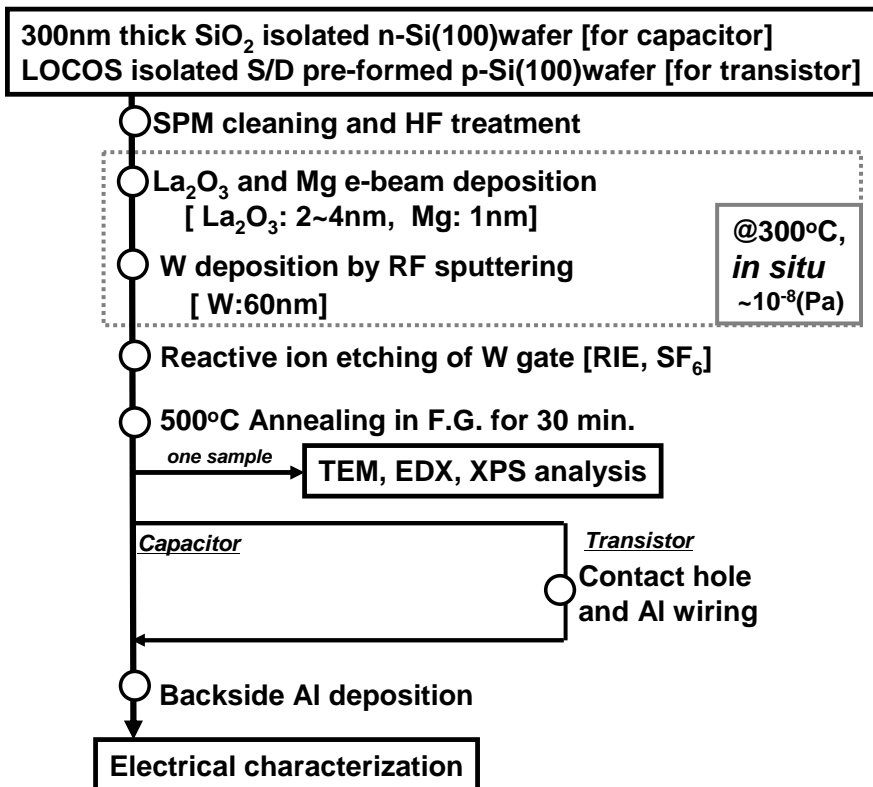 300nm thick SiO₂ isolated n-Si(100)wafer [for capacitor]
LOCOS isolated S/D pre-formed p-Si(100)wafer [for transistor]
SPM cleaning and HF treatment
La₂O₃ and Mg e-beam deposition
[ La₂O₃: 2~4nm, Mg: 1nm]
W deposition by RF sputtering
[ W:60nm]
@300ºC,
in situ
~10⁻⁸(Pa)
Reactive ion etching of W gate [RIE, SF₆]
500ºC Annealing in F.G. for 30 min.
one sample
TEM, EDX, XPS analysis
Capacitor
Transistor
Contact hole
and Al wiring
Backside Al deposition
Electrical characterization